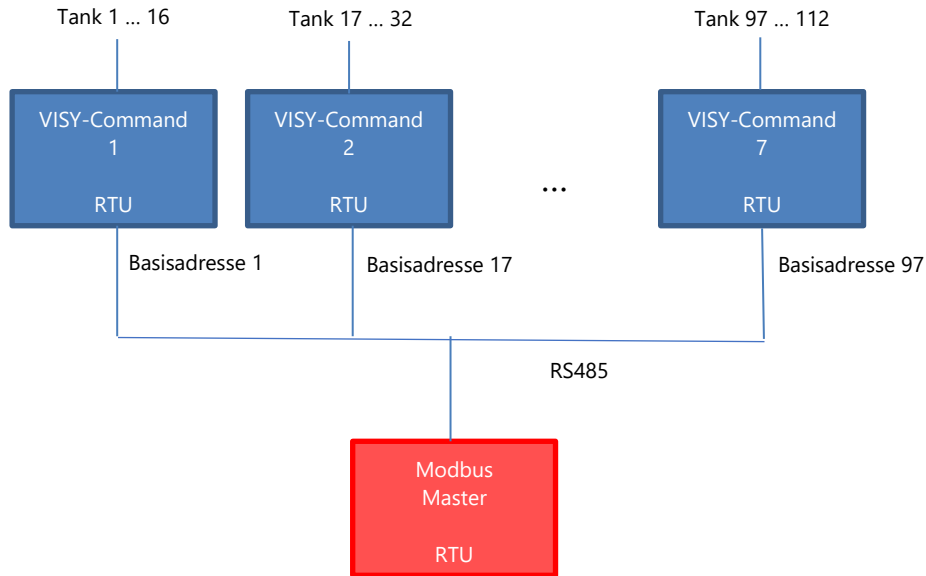 Tank 1 ... 16
Tank 17 ... 32
Tank 97 ... 112
VISY-Command
1
RTU
VISY-Command
2
RTU
...
VISY-Command
7
RTU
Basisadresse 1
Basisadresse 17
Basisadresse 97
RS485
Modbus
Master
RTU